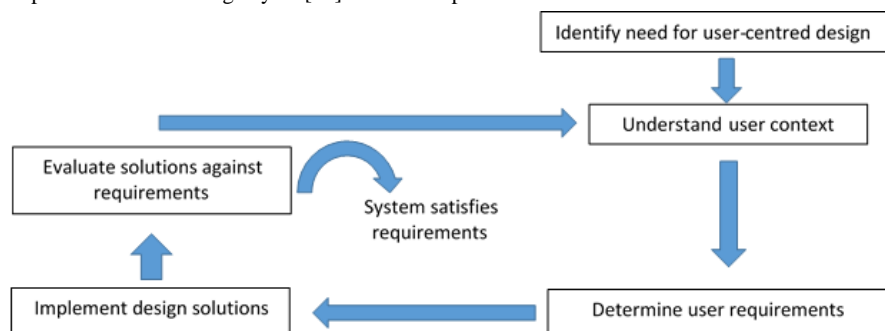 Identify need for user-centred design
Understand user context
Evaluate solutions against
requirements
System satisfies
requirements
Implement design solutions
Determine user requirements